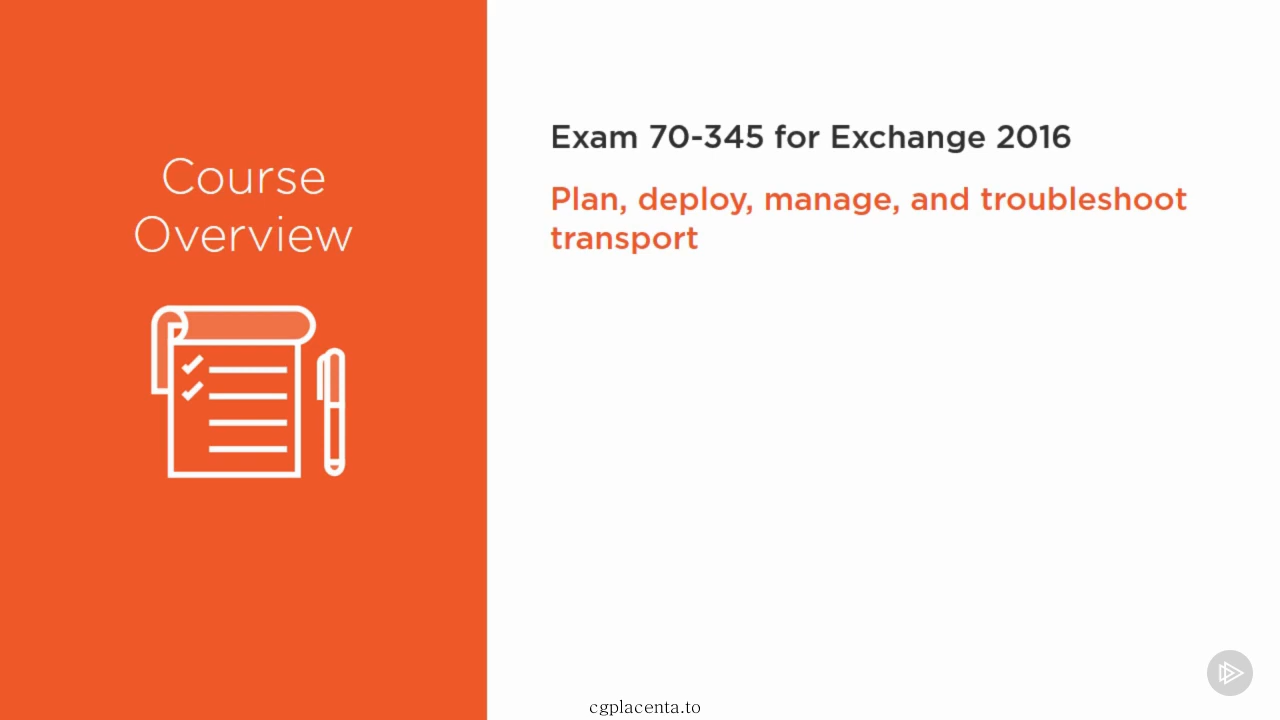 Course
Overview
Exam 70-345 for Exchange 2016
Plan, deploy, manage, and troubleshoot
transport
cgplacenta.to